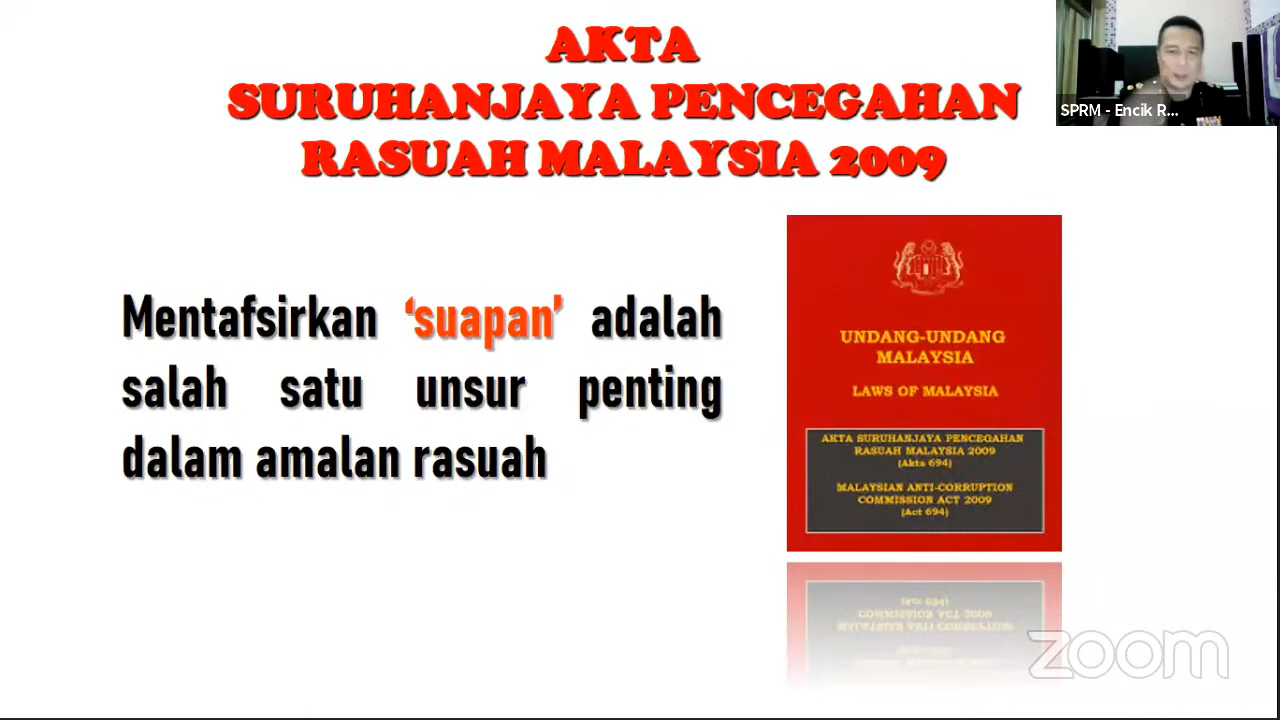 AKTA
SURUHANJAYA PENCEGAHAN
RASUAH MALAYSIA 2009
SPRM - Encik R...
Mentafsirkan ‘suapan’ adalah
salah satu unsur penting
dalam amalan rasuah
UNDANG-UNDANG
MALAYSIA
LAWS OF MALAYSIA
AKTA SURUHANJAYA PENCEGAHAN
RASUAH MALAYSIA 2009
(Akta 694)
MALAYSIAN ANTI-CORRUPTION
COMMISSION ACT 2009
(Act 694)
zoom